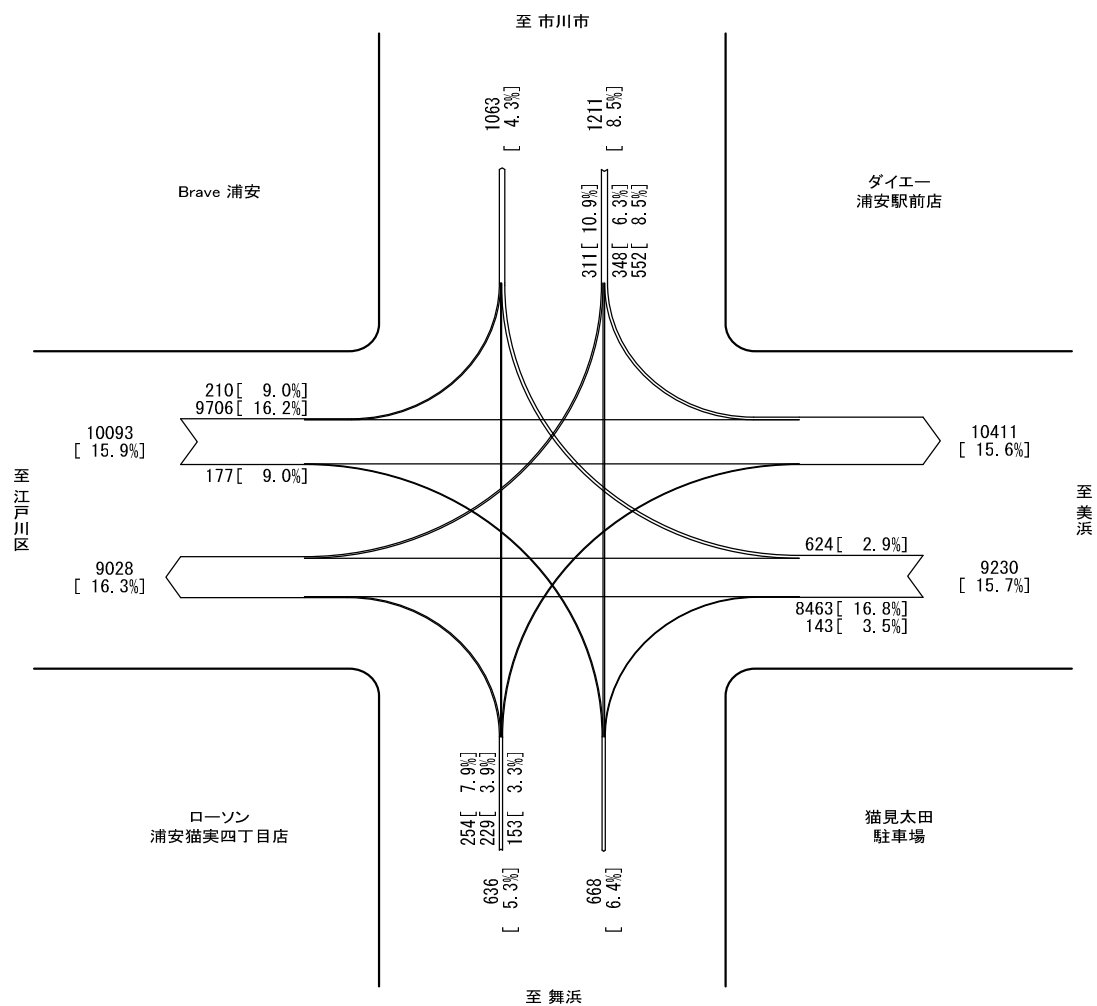 至 市川市
1063
[ 4.3%]
1211
[ 8.5%]
Brave 浦安
ダイエー
浦安駅前店
311[ 10.9%]
348[ 6.3%]
552[ 8.5%]
210[ 9.0%]
9706[ 16.2%]
10093
[ 15.9%]
177[ 9.0%]
10411
[ 15.6%]
至 江戸川区
至 美浜
624[ 2.9%]
9028
[ 16.3%]
9230
[ 15.7%]
8463[ 16.8%]
143[ 3.5%]
254[ 7.9%]
229[ 3.9%]
153[ 3.3%]
ローソン
浦安猫実四丁目店
猫見太田
駐車場
636
[ 5.3%]
668
[ 6.4%]
至 舞浜